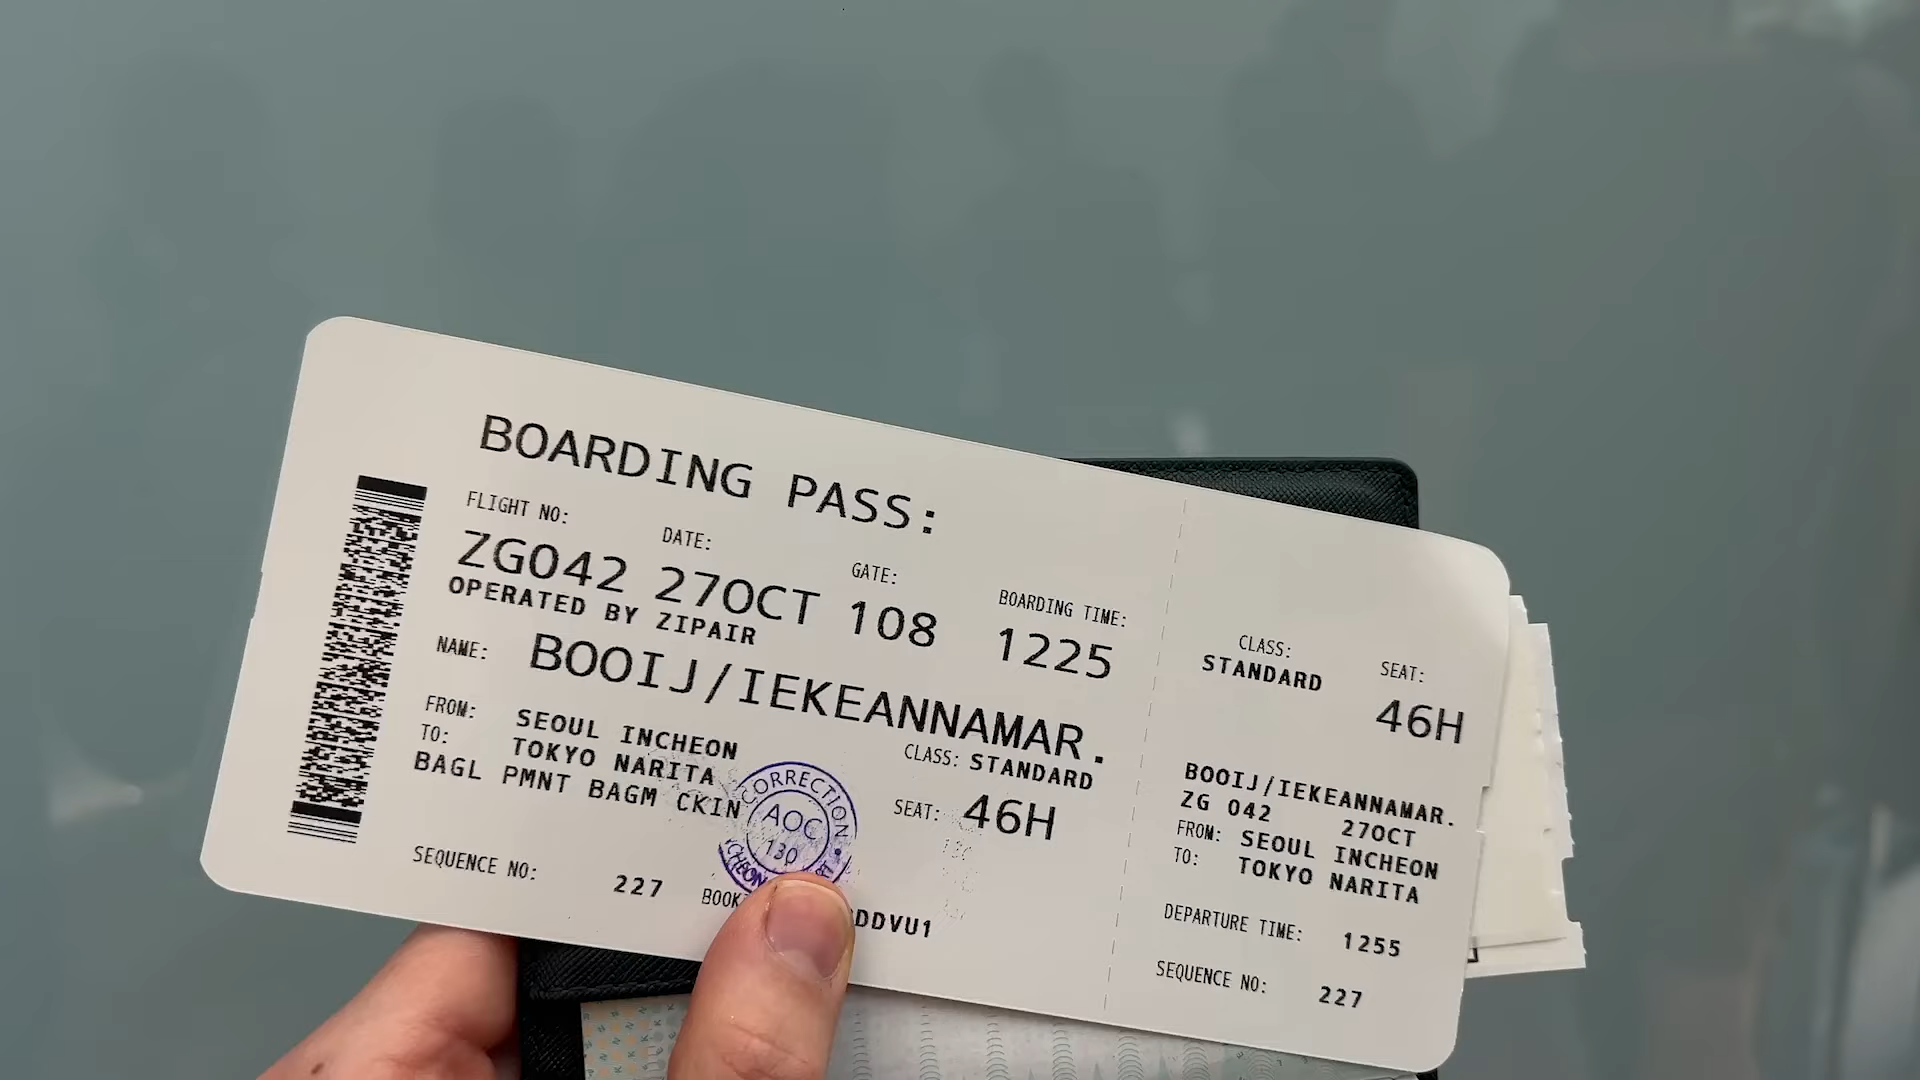 BOARDING PASS:
FLIGHT NO: DATE: GATE: BOARDING TIME:
ZG042 27OCT 108 1225
OPERATED BY ZIPAIR
NAME: BOOIJ/IEKEANNAMAR.
FROM: SEOUL INCHEON
TO: TOKYO NARITA
CLASS: STANDARD
BAGL PMNT BAGM CKIN
SEAT: 46H
CORRECTION
AOC
130
SEQUENCE NO: 227
DDVU1
CLASS: SEAT:
STANDARD 46H
BOOIJ/IEKEANNAMAR.
ZG 042 27OCT
FROM: SEOUL INCHEON
TO: TOKYO NARITA
DEPARTURE TIME: 1255
SEQUENCE NO: 227